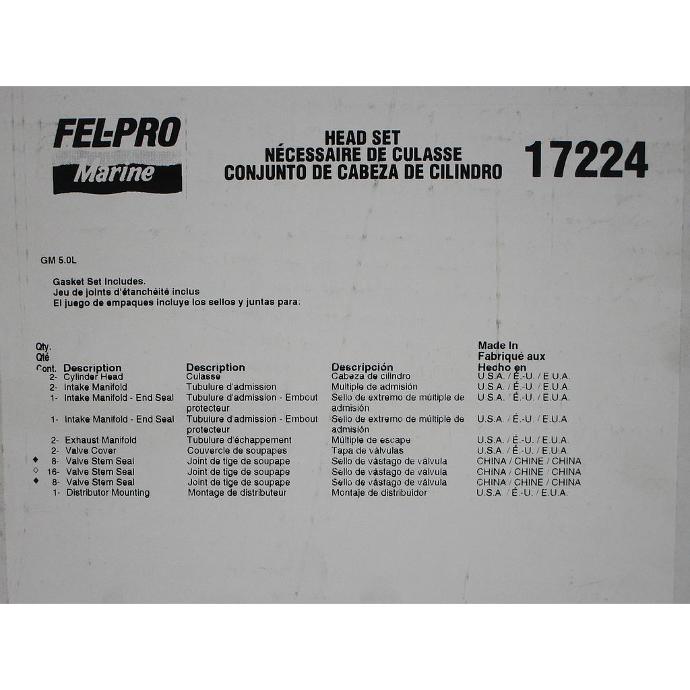 FEL-PRO
Marine
HEAD SET
NÉCESSAIRE DE CULASSE
CONJUNTO DE CABEZA DE CILINDRO
17224
GM 5.0L
Gasket Set Includes.
Jeu de joints d'étanchéité inclus
El juego de empaques incluye los sellos y juntas para:
Qty.
Qté
Cont. Description Description Descripción Made In Fabriqué aux Hecho en
2- Cylinder Head Culasse Cabeza de cilindro U.S.A. / É.-U. / E.U.A.
2- Intake Manifold Tubulure d'admission Multiple de admisión U.S.A. / É.-U. / E.U.A.
1- Intake Manifold - End Seal Tubulure d'admission - Embout Sello de extremo de múltiple de U.S.A. / É.-U. / E.U.A.
protecteur admisión
1- Intake Manifold - End Seal Tubulure d'admission - Embout Sello de extremo de múltiple de U.S.A. / É.-U. / E.U.A.
protecteur admisión
2- Exhaust Manifold Tubulure d'échappement Múltiple de escape U.S.A. / É.-U. / E.U.A.
2- Valve Cover Couvercle de soupapes Tapa de válvulas U.S.A. / É.-U. / E.U.A.
◆ 8- Valve Stem Seal Joint de tige de soupape Sello de vástago de válvula CHINA / CHINE / CHINA
◇ 16- Valve Stem Seal Joint de tige de soupape Sello de vástago de válvula CHINA / CHINE / CHINA
◆ 8- Valve Stem Seal Joint de tige de soupape Sello de vástago de válvula CHINA / CHINE / CHINA
1- Distributor Mounting Montage de distributeur Montaje de distribuidor U.S.A. / É.-U. / E.U.A.